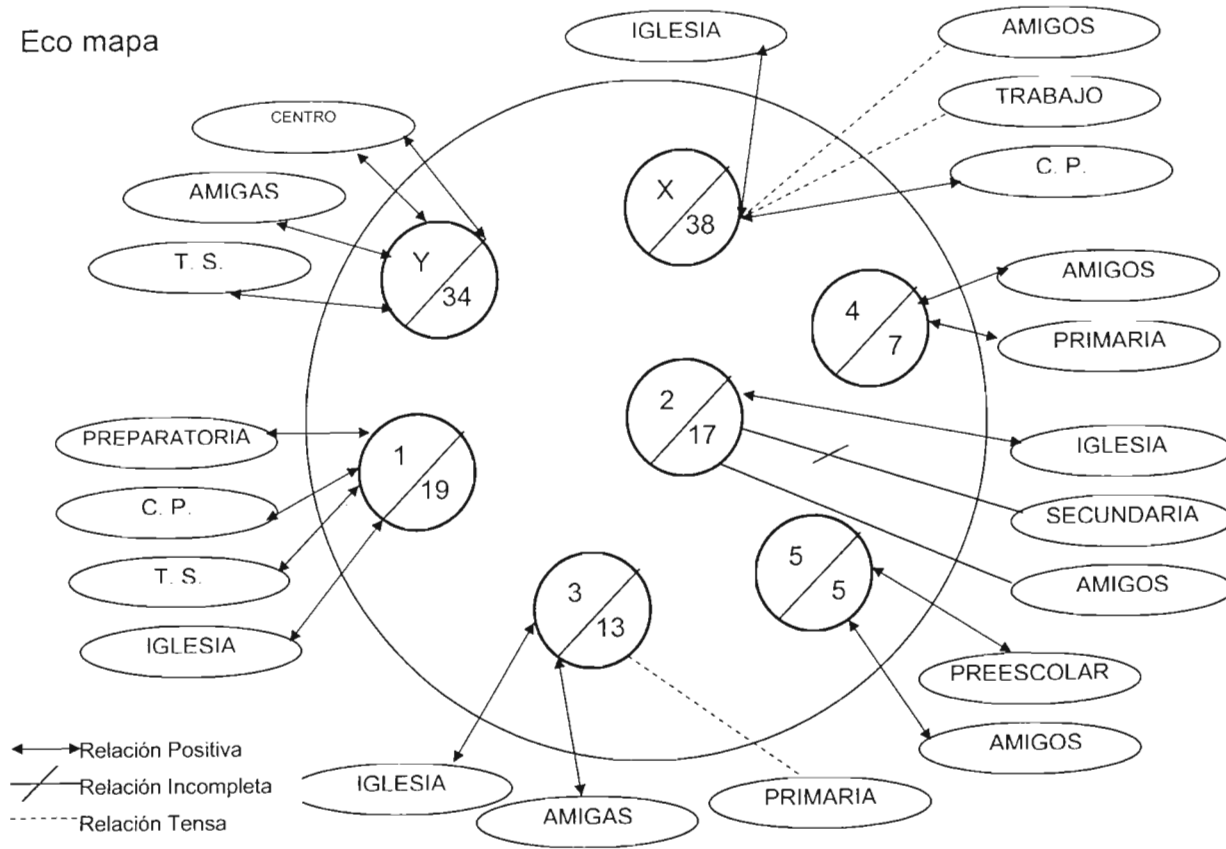 Eco mapa
IGLESIA
AMIGOS
TRABAJO
C. P.
CENTRO
AMIGAS
T. S.
X
38
Y
34
4
7
AMIGOS
PRIMARIA
2
17
IGLESIA
SECUNDARIA
AMIGOS
PREPARATORIA
C. P.
T. S.
IGLESIA
1
19
3
13
5
5
PREESCOLAR
AMIGOS
IGLESIA
AMIGAS
PRIMARIA
Relación Positiva
Relación Incompleta
Relación Tensa